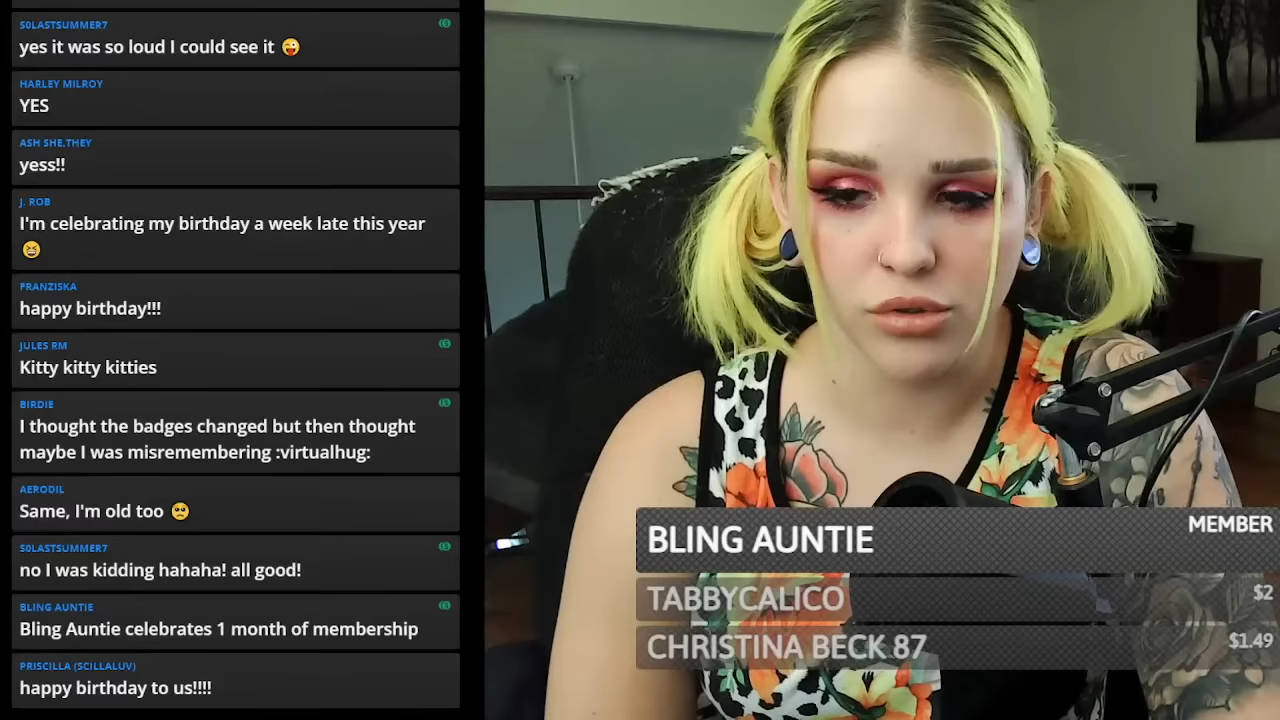 S0LASTSUMMER7
yes it was so loud I could see it 😜
HARLEY MILROY
YES
ASH SHE.THEY
yess!!
J. ROB
I'm celebrating my birthday a week late this year
😆
FRANZISKA
happy birthday!!!
JULES RM
Kitty kitty kitties
BIRDIE
I thought the badges changed but then thought
maybe I was misremembering :virtualhug:
AERODIL
Same, I'm old too 🥺
S0LASTSUMMER7
no I was kidding hahaha! all good!
BLING AUNTIE
Bling Auntie celebrates 1 month of membership
PRISCILLA (SCILLALUV)
happy birthday to us!!!!
BLING AUNTIE MEMBER
TABBYCALICO $2
CHRISTINA BECK 87 $1.49